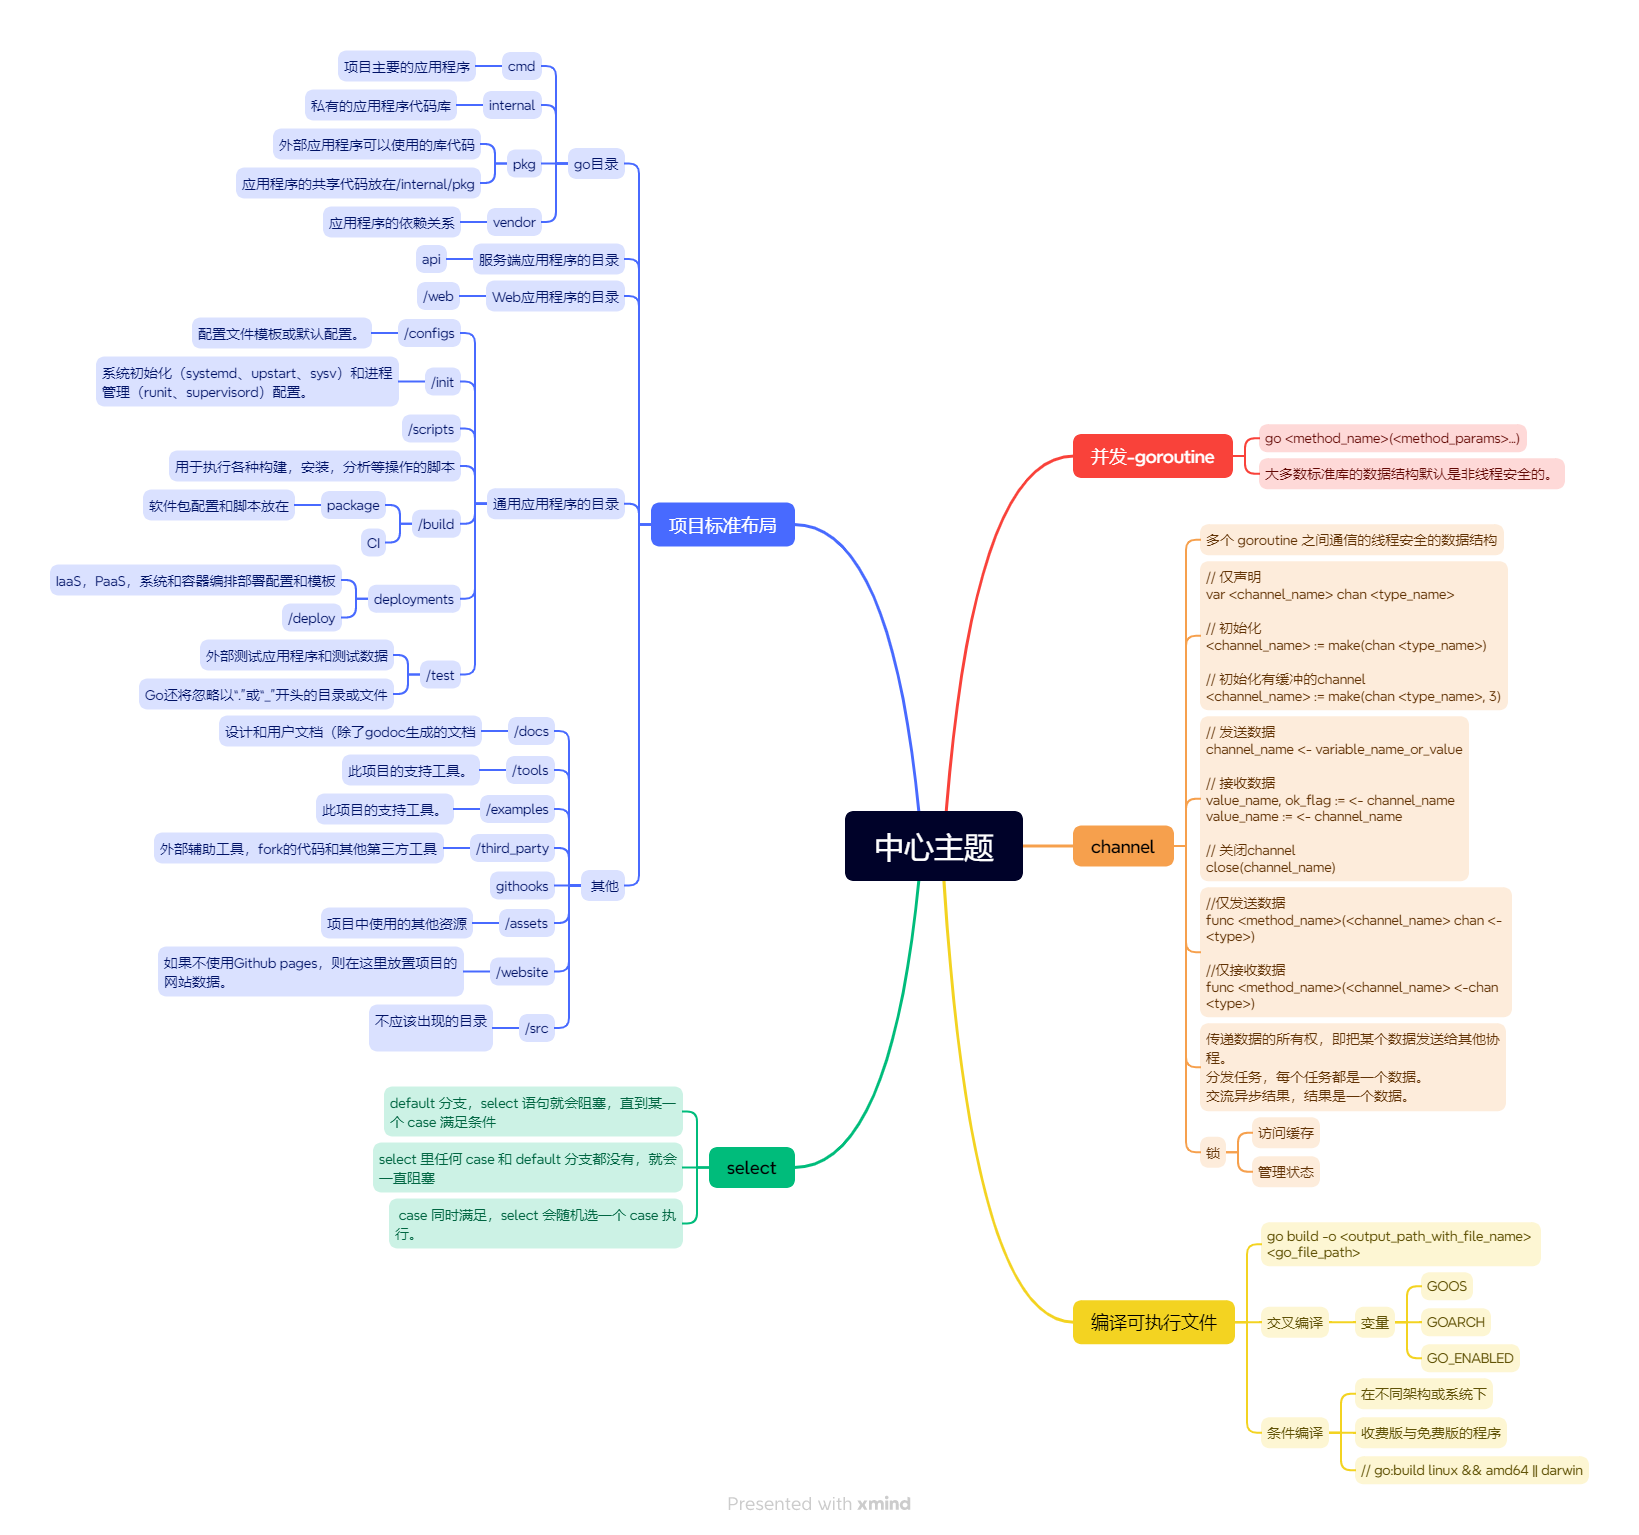 中心主题
并发-goroutine
go <method_name>(<method_params>...)
大多数标准库的数据结构默认是非线程安全的。
channel
多个 goroutine 之间通信的线程安全的数据结构
// 仅声明
var <channel_name> chan <type_name>
// 初始化
<channel_name> := make(chan <type_name>)
// 初始化有缓冲的channel
<channel_name> := make(chan <type_name>, 3)
// 发送数据
channel_name <- variable_name_or_value
// 接收数据
value_name, ok_flag := <- channel_name
value_name := <- channel_name
// 关闭channel
close(channel_name)
//仅发送数据
func <method_name>(<channel_name> chan <-
<type>)
//仅接收数据
func <method_name>(<channel_name> <-chan
<type>)
传递数据的所有权，即把某个数据发送给其他协
程。
分发任务，每个任务都是一个数据。
交流异步结果，结果是一个数据。
锁
访问缓存
管理状态
编译可执行文件
go build -o <output_path_with_file_name>
<go_file_path>
交叉编译
变量
GOOS
GOARCH
GO_ENABLED
条件编译
在不同架构或系统下
收费版与免费版的程序
// go:build linux && amd64 || darwin
项目标准布局
go目录
cmd
项目主要的应用程序
internal
私有的应用程序代码库
pkg
外部应用程序可以使用的库代码
应用程序的共享代码放在/internal/pkg
vendor
应用程序的依赖关系
服务端应用程序的目录
api
Web应用程序的目录
/web
通用应用程序的目录
/configs
配置文件模板或默认配置。
/init
系统初始化（systemd、upstart、sysv）和进程
管理（runit、supervisord）配置。
/scripts
用于执行各种构建，安装，分析等操作的脚本
/build
package
软件包配置和脚本放在
CI
deployments
IaaS，PaaS，系统和容器编排部署配置和模板
/deploy
/test
外部测试应用程序和测试数据
Go还将忽略以“.”或“_”开头的目录或文件
其他
/docs
设计和用户文档（除了godoc生成的文档
/tools
此项目的支持工具。
/examples
此项目的支持工具。
/third_party
外部辅助工具，fork的代码和其他第三方工具
githooks
/assets
项目中使用的其他资源
/website
如果不使用Github pages，则在这里放置项目的
网站数据。
/src
不应该出现的目录
select
default 分支，select 语句就会阻塞，直到某一
个 case 满足条件
select 里任何 case 和 default 分支都没有，就会
一直阻塞
case 同时满足，select 会随机选一个 case 执
行。
Presented with xmind